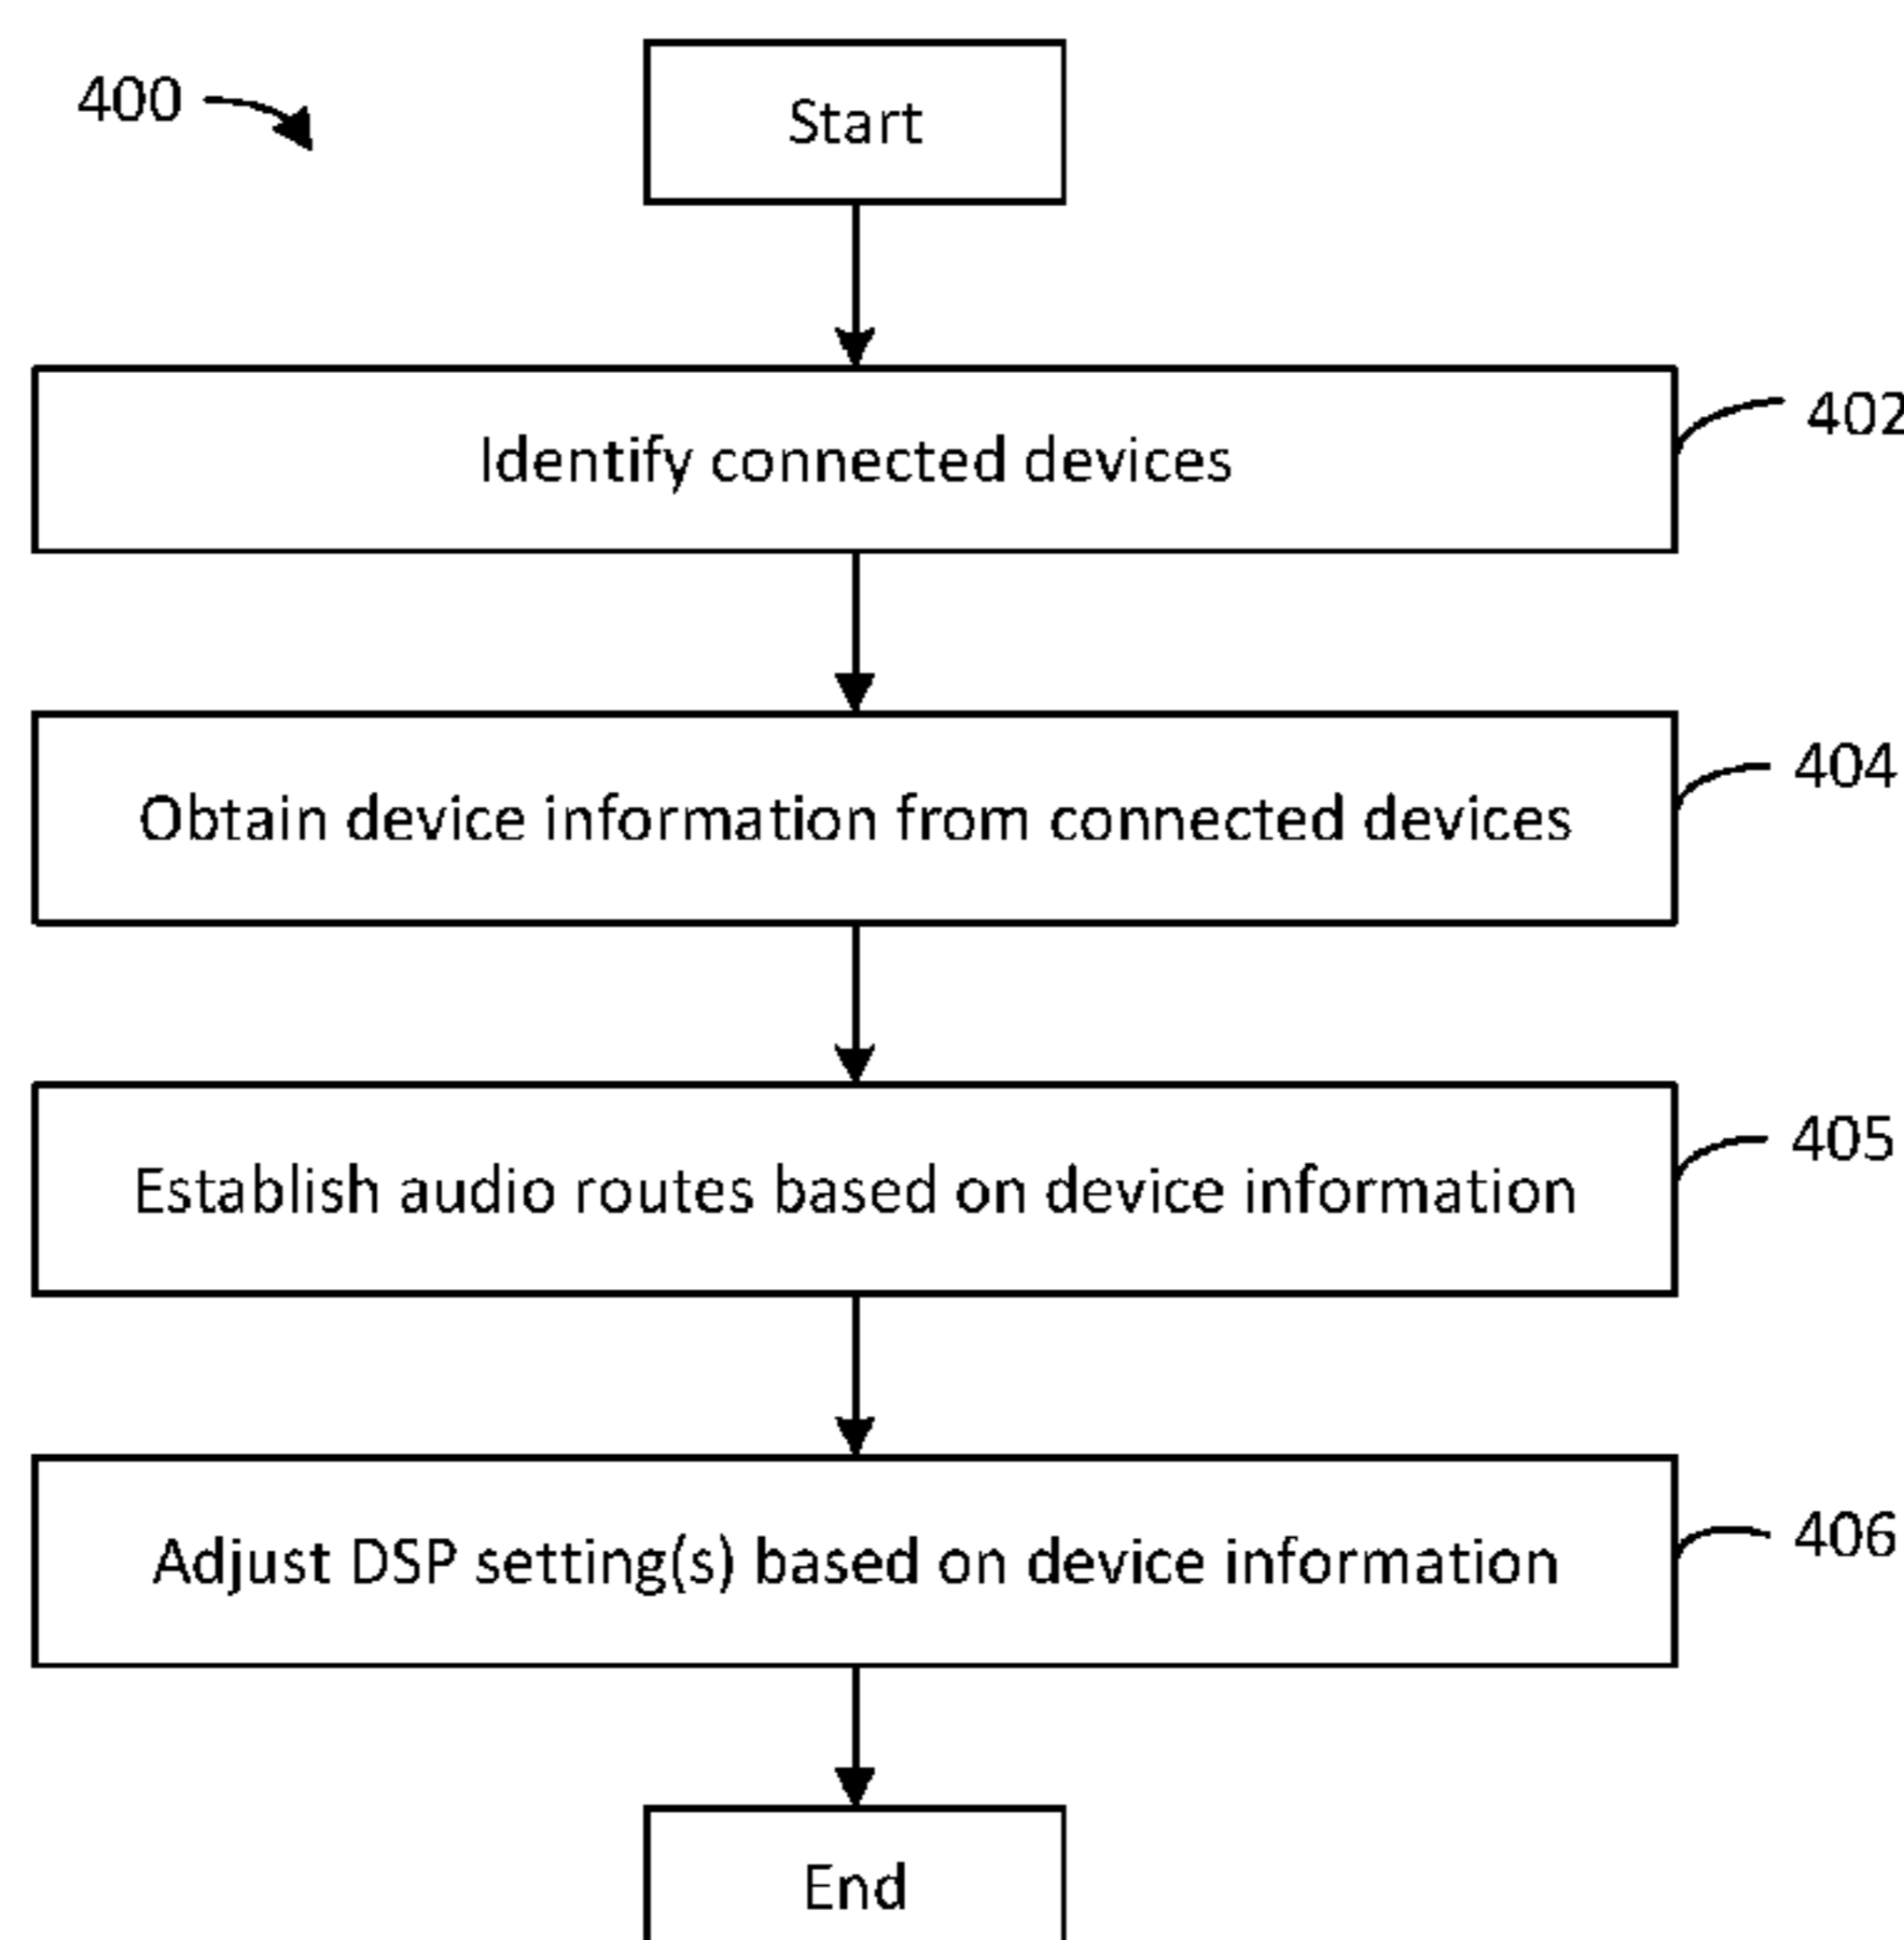 400
Start
Identify connected devices
402
Obtain device information from connected devices
404
Establish audio routes based on device information
405
Adjust DSP setting(s) based on device information
406
End